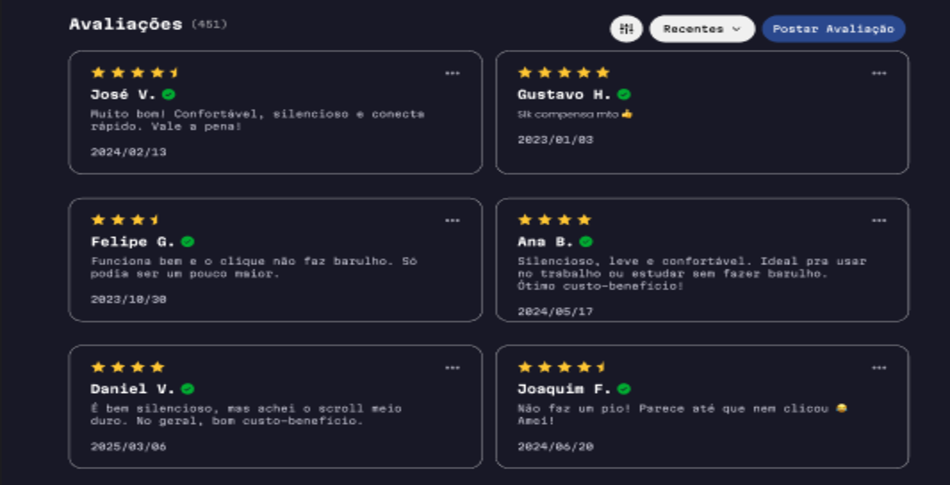 Avaliações (451)
Recentes
Postar Avaliação
José V.
Muito bom! Confortável, silencioso e conecta
rápido. Vale a pena!
2024/02/13
Gustavo H.
Slk compensa mto 👍
2023/01/03
Felipe G.
Funciona bem e o clique não faz barulho. Só
podia ser um pouco maior.
2023/10/30
Ana B.
Silencioso, leve e confortável. Ideal pra usar
no trabalho ou estudar sem fazer barulho.
Ótimo custo-benefício!
2024/05/17
Daniel V.
É bem silencioso, mas achei o scroll meio
duro. No geral, bom custo-benefício.
2025/03/06
Joaquim F.
Não faz um pio! Parece até que nem clicou 😂
Amei!
2024/06/20